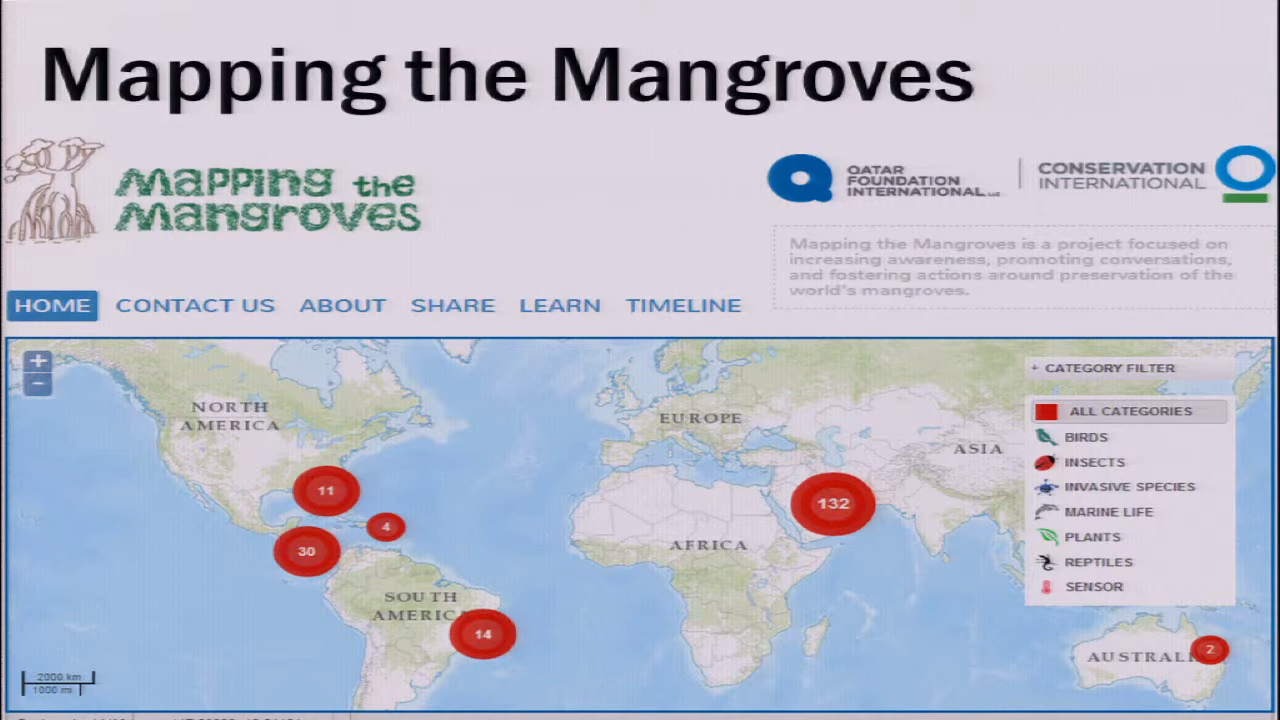 Mapping the Mangroves
mapping the
mangroves
QATAR
FOUNDATION
INTERNATIONAL LLC
CONSERVATION
INTERNATIONAL
Mapping the Mangroves is a project focused on
increasing awareness, promoting conversations,
and fostering actions around preservation of the
world's mangroves.
HOME CONTACT US ABOUT SHARE LEARN TIMELINE
+
−
+ CATEGORY FILTER
ALL CATEGORIES
BIRDS
INSECTS
INVASIVE SPECIES
MARINE LIFE
PLANTS
REPTILES
SENSOR
NORTH
AMERICA
EUROPE
ASIA
11
132
4
30
AFRICA
SOUTH
AMERICA
14
AUSTRALI
2
2000 km
1000 mi